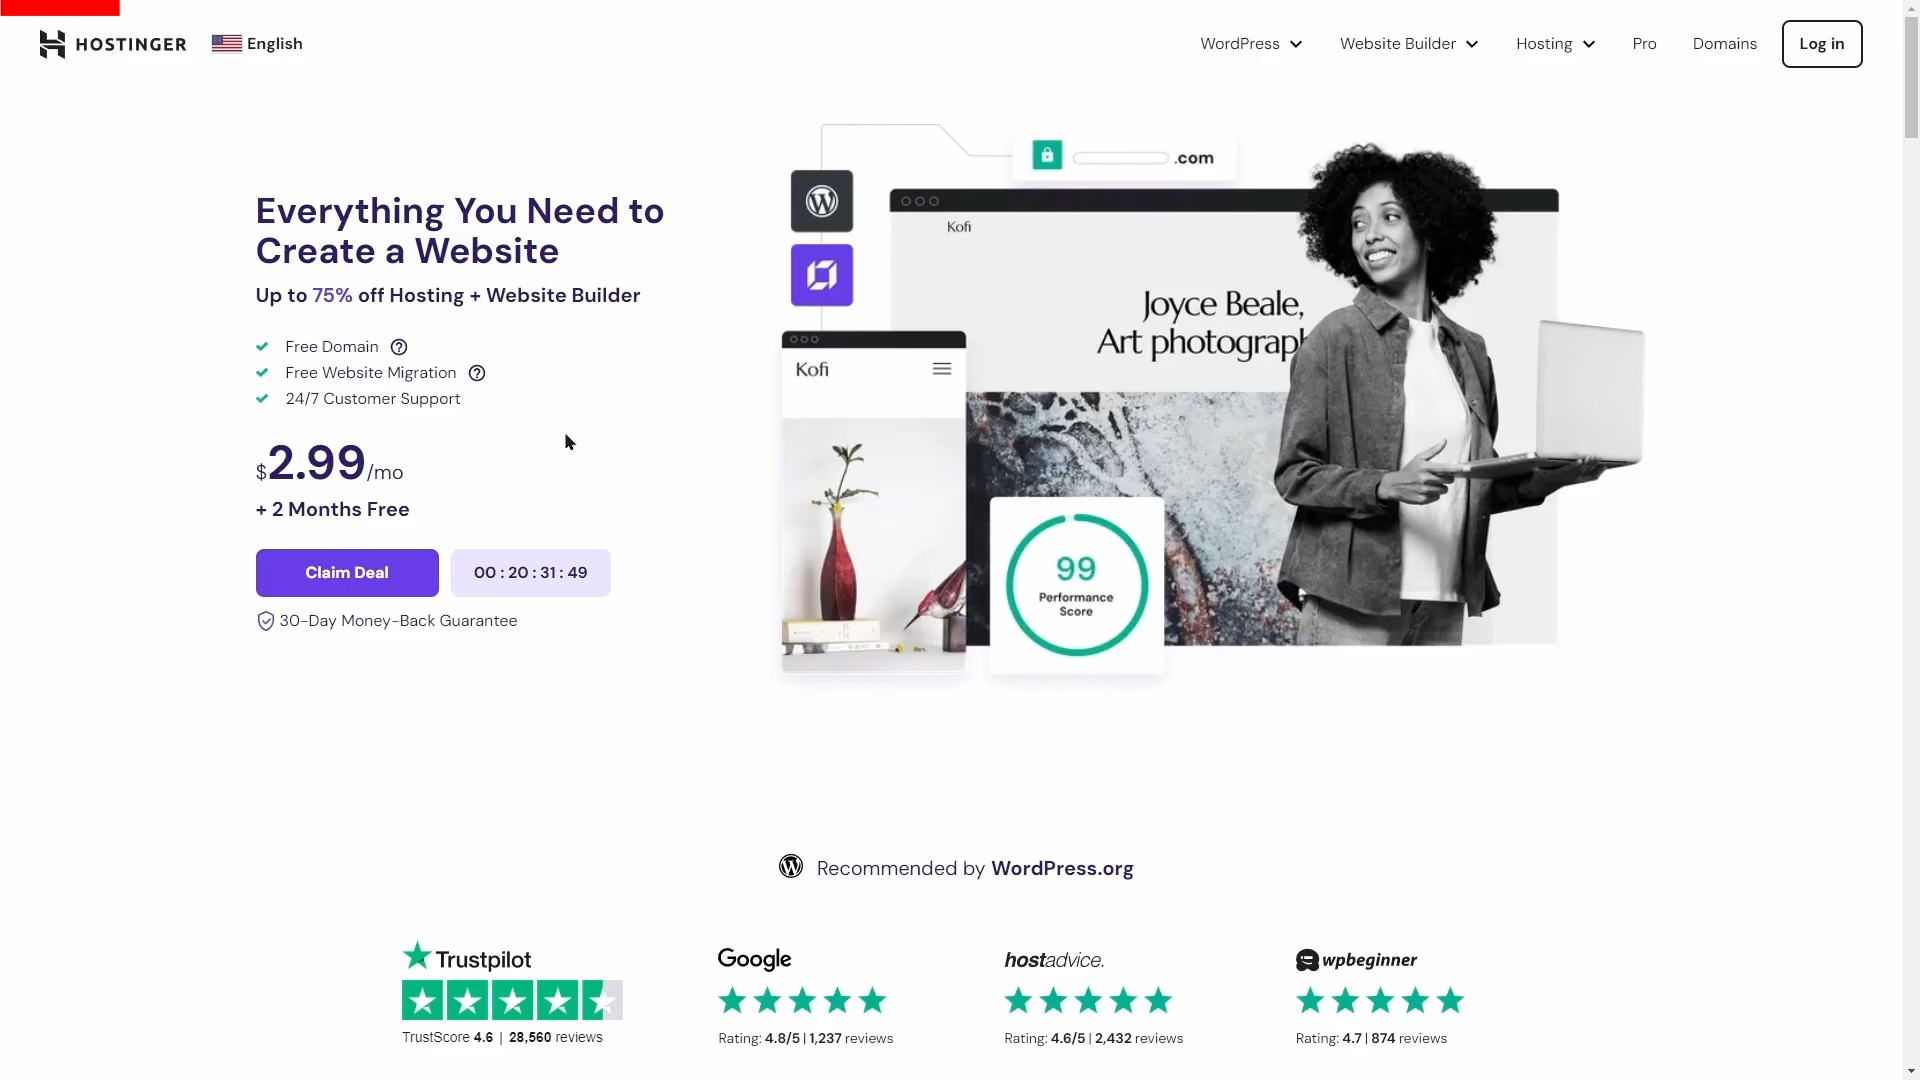 HOSTINGER
English
WordPress
Website Builder
Hosting
Pro
Domains
Log in
Everything You Need to
Create a Website
Up to 75% off Hosting + Website Builder
Free Domain
Free Website Migration
24/7 Customer Support
$2.99/mo
+ 2 Months Free
Claim Deal
00 : 20 : 31 : 49
30-Day Money-Back Guarantee
.com
Kofi
Joyce Beale,
Art photograph
Kofi
99
Performance
Score
Recommended by WordPress.org
Trustpilot
TrustScore 4.6 | 28,560 reviews
Google
Rating: 4.8/5 | 1,237 reviews
hostadvice.
Rating: 4.6/5 | 2,432 reviews
wpbeginner
Rating: 4.7 | 874 reviews